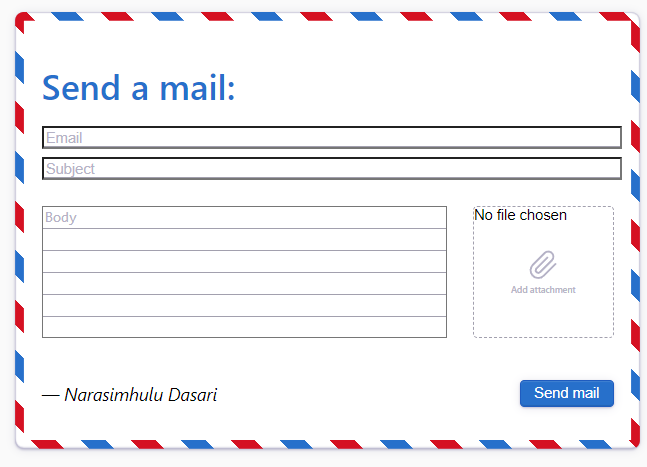 Send a mail:
Email
Subject
Body
No file chosen
Add attachment
— Narasimhulu Dasari
Send mail